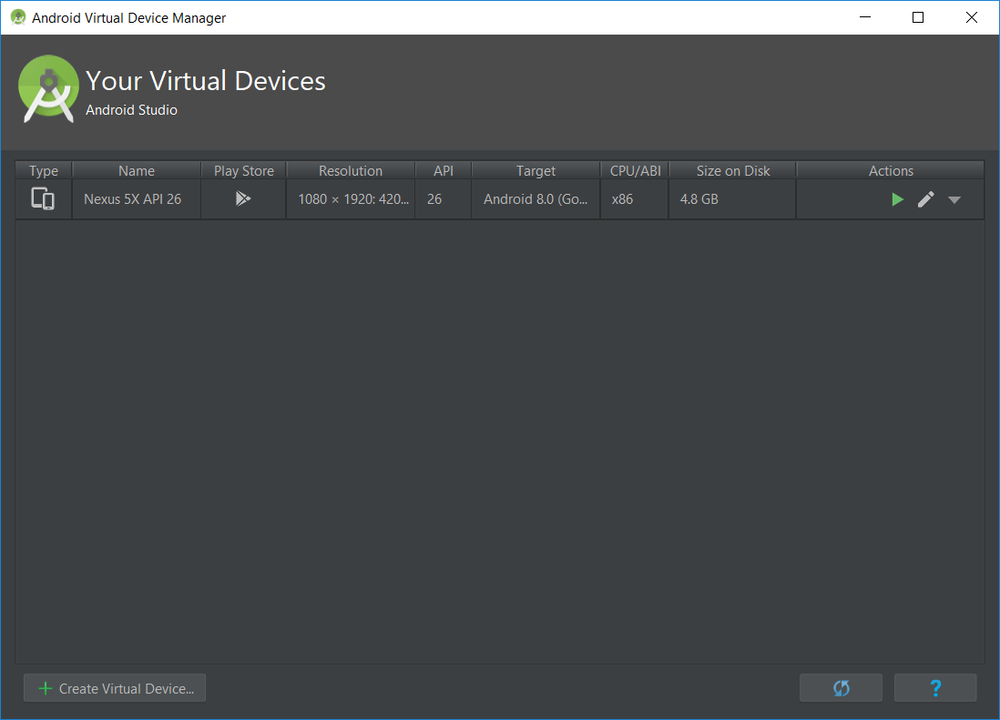 Android Virtual Device Manager
Your Virtual Devices
Android Studio
Type Name Play Store Resolution API Target CPU/ABI Size on Disk Actions
Nexus 5X API 26 1080 × 1920: 420... 26 Android 8.0 (Go... x86 4.8 GB
Create Virtual Device... ?